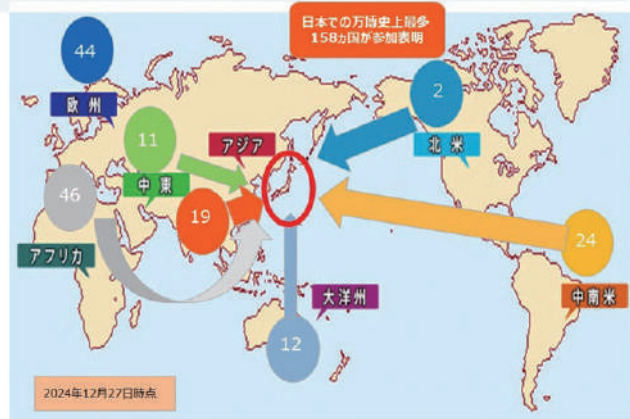 日本での万博史上最多
158ヵ国が参加表明
44
欧州
2
北米
11
中東
アジア
19
46
アフリカ
24
中南米
大洋州
12
2024年12月27日時点